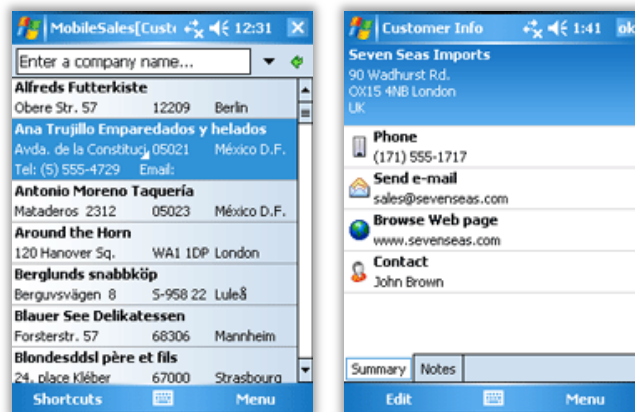 MobileSales[Custo
12:31
Enter a company name...
Alfreds Futterkiste
Obere Str. 57 12209 Berlin
Ana Trujillo Emparedados y helados
Avda. de la Constituci 05021 México D.F.
Tel: (5) 555-4729 Email:
Antonio Moreno Taquería
Mataderos 2312 05023 México D.F.
Around the Horn
120 Hanover Sq. WA1 1DP London
Berglunds snabbköp
Berguvsvägen 8 S-958 22 Luleå
Blauer See Delikatessen
Forsterstr. 57 68306 Mannheim
Blondesddsl père et fils
24, place Kléber 67000 Strasbourg
Shortcuts Menu
Customer Info 1:41 ok
Seven Seas Imports
90 Wadhurst Rd.
OX15 4NB London
UK
Phone
(171) 555-1717
Send e-mail
sales@sevenseas.com
Browse Web page
www.sevenseas.com
Contact
John Brown
Summary Notes
Edit Menu